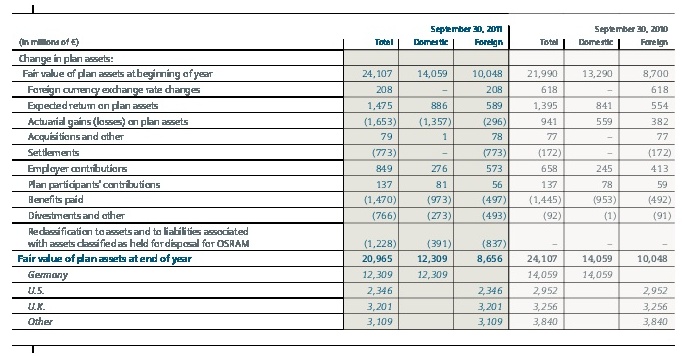 September 30, 2011 September 30, 2010
(in millions of €) Total Domestic Foreign Total Domestic Foreign
Change in plan assets:
Fair value of plan assets at beginning of year 24,107 14,059 10,048 21,990 13,290 8,700
Foreign currency exchange rate changes 208 – 208 618 – 618
Expected return on plan assets 1,475 886 589 1,395 841 554
Actuarial gains (losses) on plan assets (1,653) (1,357) (296) 941 559 382
Acquisitions and other 79 1 78 77 – 77
Settlements (773) – (773) (172) – (172)
Employer contributions 849 276 573 658 245 413
Plan participants' contributions 137 81 56 137 78 59
Benefits paid (1,470) (973) (497) (1,445) (953) (492)
Divestments and other (766) (273) (493) (92) (1) (91)
Reclassification to assets and to liabilities associated
with assets classified as held for disposal for OSRAM (1,228) (391) (837) – – –
Fair value of plan assets at end of year 20,965 12,309 8,656 24,107 14,059 10,048
Germany 12,309 12,309 14,059 14,059
U.S. 2,346 2,346 2,952 2,952
U.K. 3,201 3,201 3,256 3,256
Other 3,109 3,109 3,840 3,840